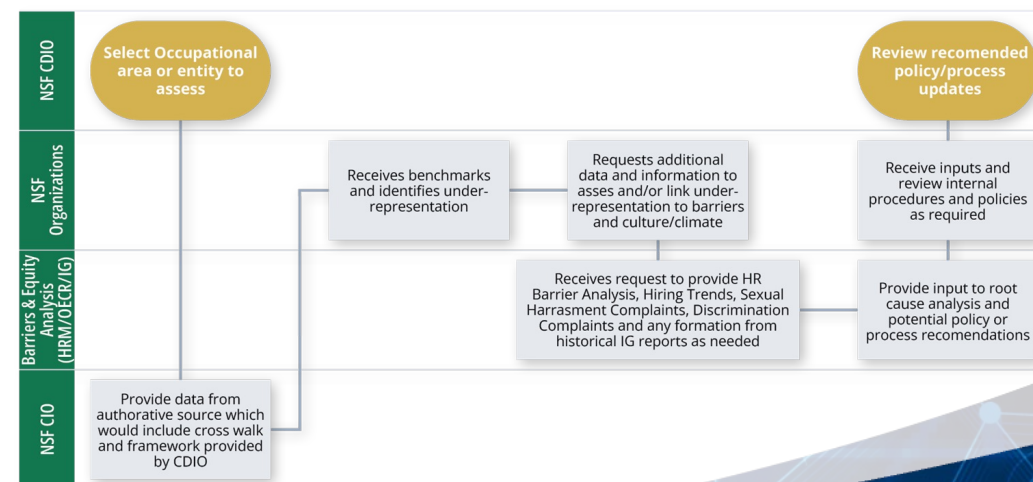 NSF CDIO
Select Occupational
area or entity to
assess
Review recomended
policy/process
updates
NSF
Organizations
Receives benchmarks
and identifies under-
representation
Requests additional
data and information to
asses and/or link under-
representation to barriers
and culture/climate
Receive inputs and
review internal
procedures and policies
as required
Barriers & Equity
Analysis
(HRM/OECR/IG)
Receives request to provide HR
Barrier Analysis, Hiring Trends, Sexual
Harrasment Complaints, Discrimination
Complaints and any formation from
historical IG reports as needed
Provide input to root
cause analysis and
potential policy or
process recomendations
NSF CIO
Provide data from
authorative source which
would include cross walk
and framework provided
by CDIO